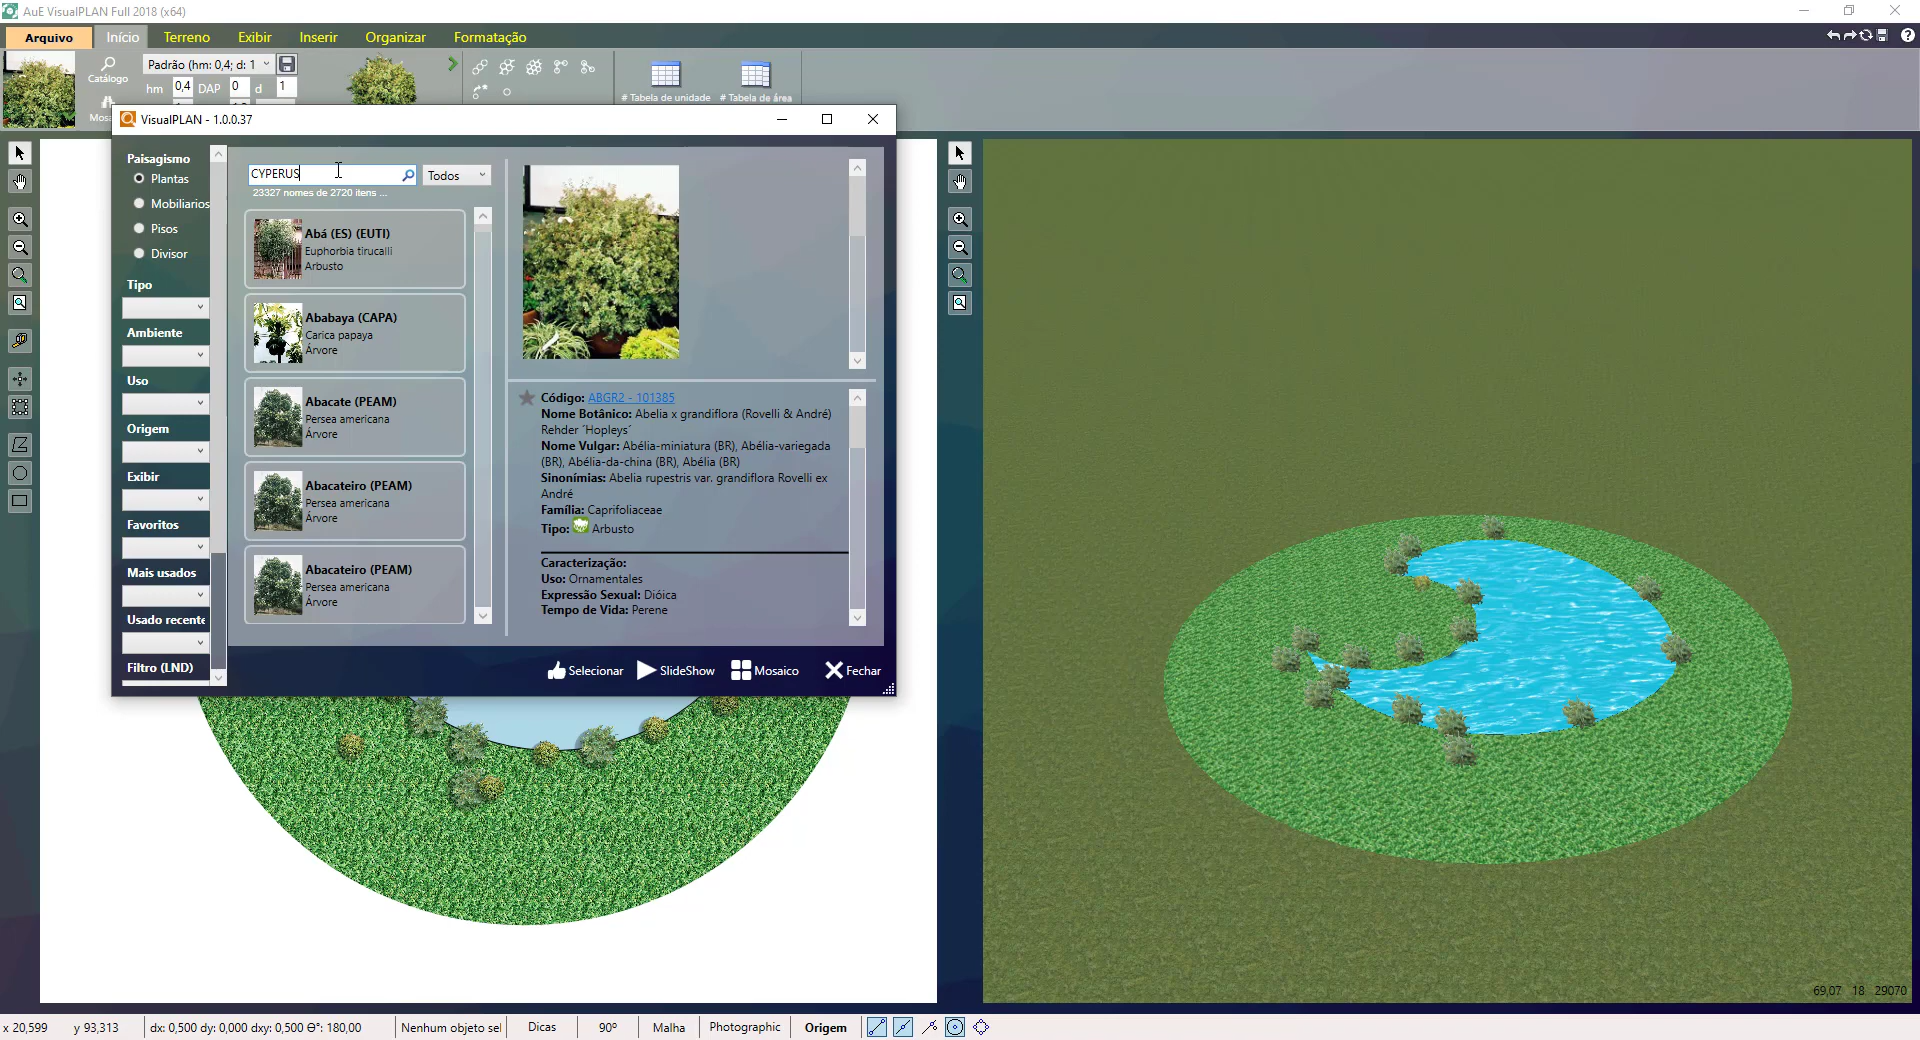 AuE VisualPLAN Full 2018 (x64)
Arquivo Início Terreno Exibir Inserir Organizar Formatação
Catálogo
Padrão (hm: 0,4; d: 1
hm 0,4 DAP 0 d 1
# Tabela de unidade # Tabela de área
VisualPLAN - 1.0.0.37
Paisagismo
Plantas
Mobiliarios
Pisos
Divisor
Tipo
Ambiente
Uso
Origem
Exibir
Favoritos
Mais usados
Usado recente
Filtro (LND)
CYPERUS
Todos
23327 nomes de 2720 itens ...
Abá (ES) (EUTI)
Euphorbia tirucalli
Arbusto
Ababaya (CAPA)
Carica papaya
Árvore
Abacate (PEAM)
Persea americana
Árvore
Abacateiro (PEAM)
Persea americana
Árvore
Abacateiro (PEAM)
Persea americana
Árvore
Código: ABGR2 - 101385
Nome Botânico: Abelia x grandiflora (Rovelli & André)
Rehder ´Hopleys´
Nome Vulgar: Abélia-miniatura (BR), Abélia-variegada
(BR), Abélia-da-china (BR), Abélia (BR)
Sinonímias: Abelia rupestris var. grandiflora Rovelli ex
André
Família: Caprifoliaceae
Tipo: Arbusto
Caracterização:
Uso: Ornamentales
Expressão Sexual: Dióica
Tempo de Vida: Perene
Selecionar SlideShow Mosaico Fechar
69,07 18 29070
x 20,599 y 93,313 dx: 0,500 dy: 0,000 dxy: 0,500 Θ°: 180,00 Nenhum objeto sel Dicas 90º Malha Photographic Origem